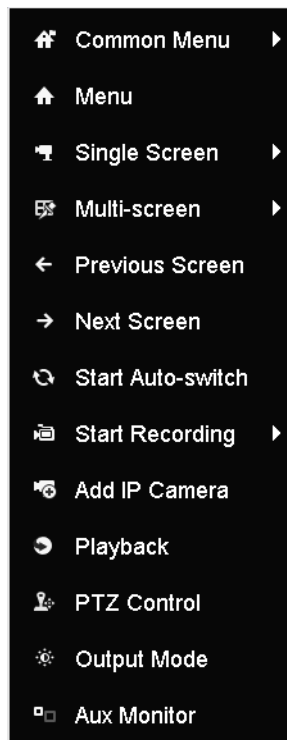 Common Menu
Menu
Single Screen
Multi-screen
Previous Screen
Next Screen
Start Auto-switch
Start Recording
Add IP Camera
Playback
PTZ Control
Output Mode
Aux Monitor